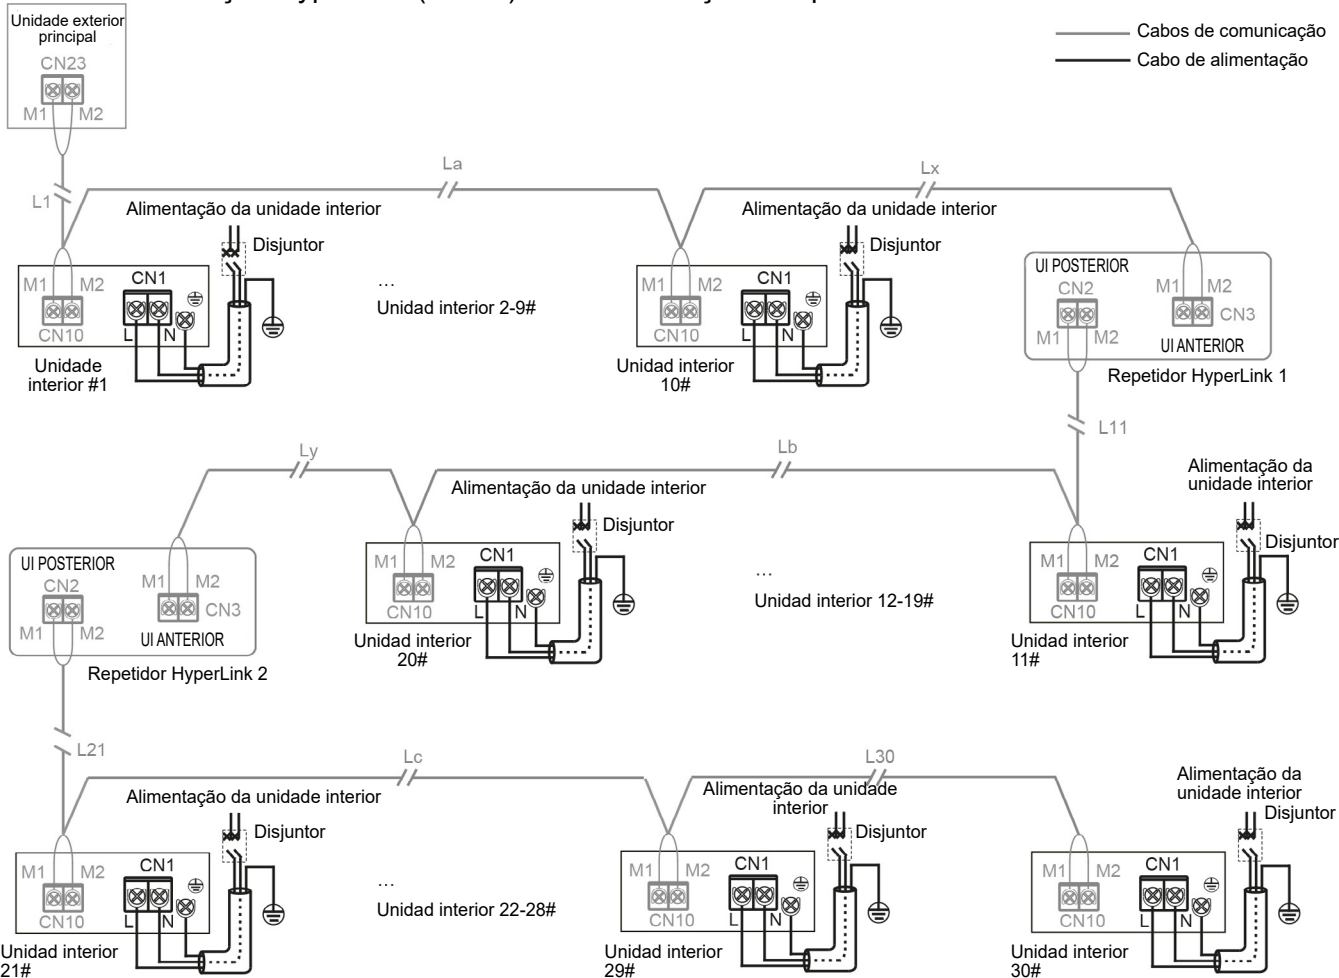 Unidade exterior
principal
CN23
M1 M2
Cabos de comunicação
Cabo de alimentação
L1
La
Lx
Alimentação da unidade interior
Disjuntor
M1 M2
CN1
CN10
L N
Unidade
interior #1
...
Unidad interior 2-9#
Alimentação da unidade interior
Disjuntor
M1 M2
CN1
CN10
L N
Unidad interior
10#
UI POSTERIOR
CN2
M1 M2
M1 M2
CN3
UI ANTERIOR
Repetidor HyperLink 1
L11
Ly
Lb
UI POSTERIOR
CN2
M1 M2
M1 M2
CN3
UI ANTERIOR
Repetidor HyperLink 2
Alimentação da unidade interior
Disjuntor
M1 M2
CN1
CN10
L N
Unidad interior
20#
...
Unidad interior 12-19#
Alimentação da
unidade interior
Disjuntor
M1 M2
CN1
CN10
L N
Unidad interior
11#
L21
Lc
L30
Alimentação da unidade interior
Disjuntor
M1 M2
CN1
CN10
L N
Unidad interior
21#
...
Unidad interior 22-28#
Alimentação da unidade
interior
Disjuntor
M1 M2
CN1
CN10
L N
Unidad interior
29#
Alimentação da
unidade interior
Disjuntor
M1 M2
CN1
CN10
L N
Unidad interior
30#